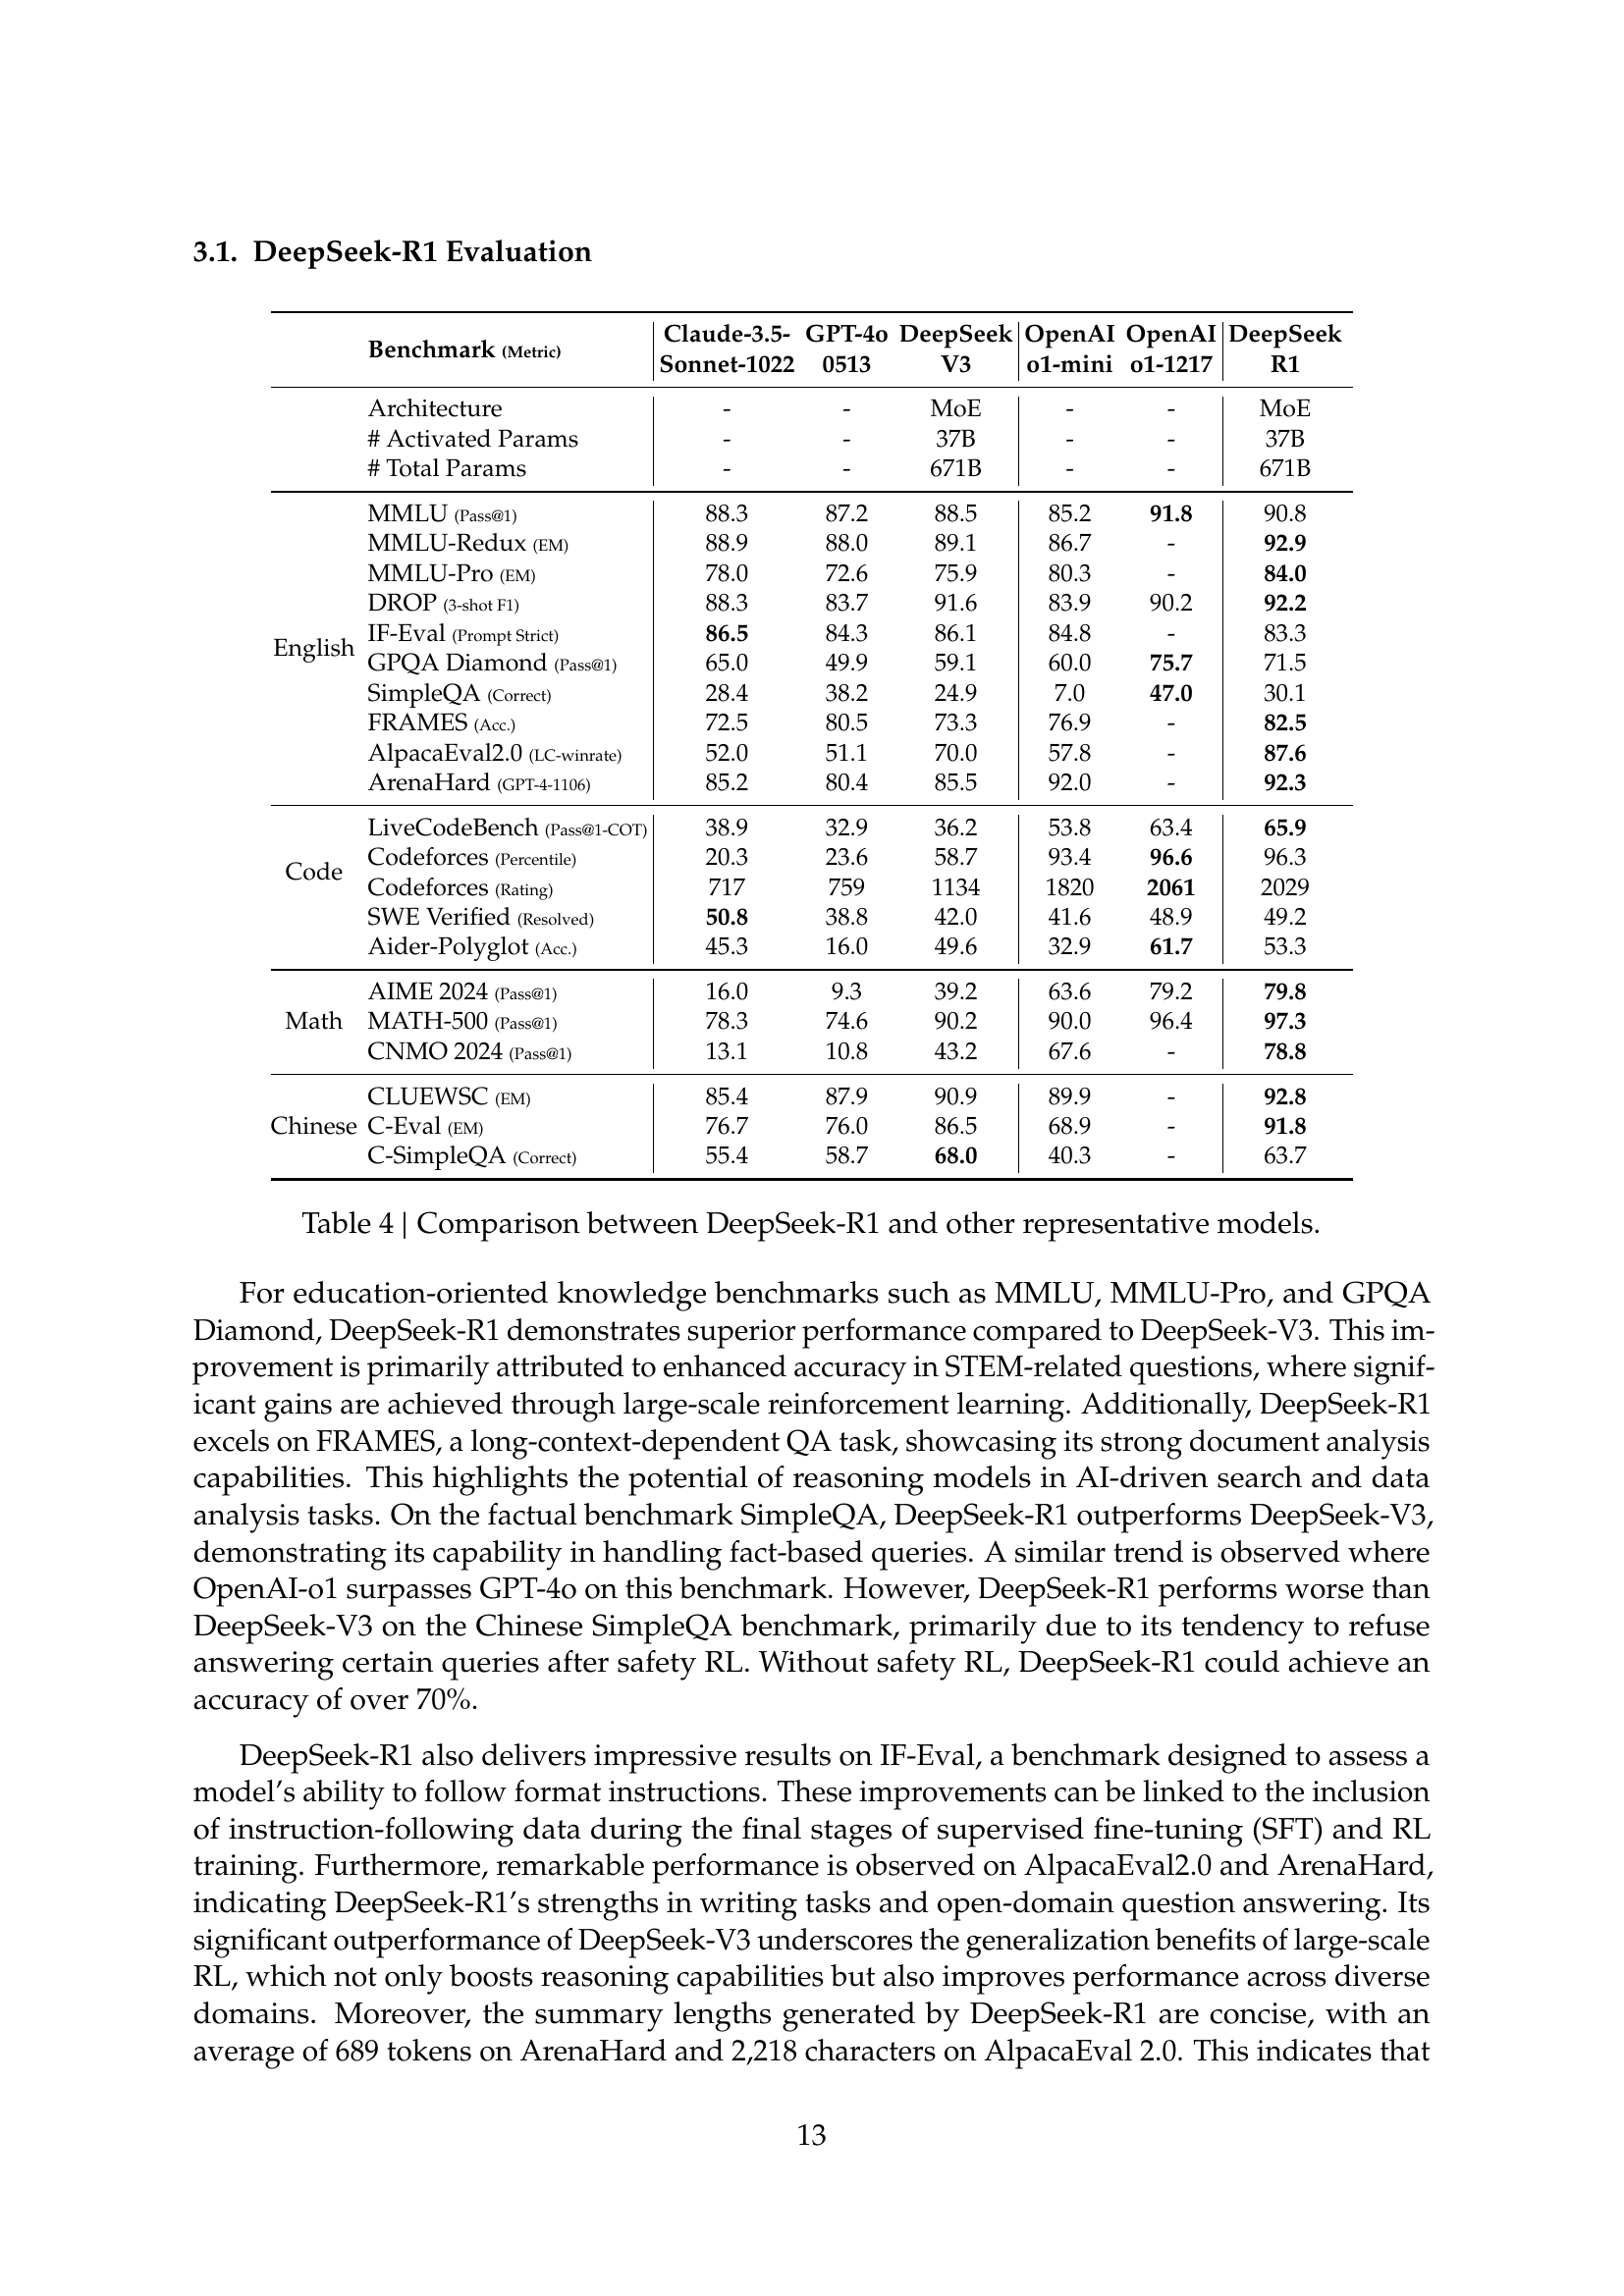 3.1. DeepSeek-R1 Evaluation
Benchmark (Metric) Claude-3.5-Sonnet-1022 GPT-4o 0513 DeepSeek V3 OpenAI o1-mini OpenAI o1-1217 DeepSeek R1
Architecture - - MoE - - MoE
# Activated Params - - 37B - - 37B
# Total Params - - 671B - - 671B
English
MMLU (Pass@1) 88.3 87.2 88.5 85.2 91.8 90.8
MMLU-Redux (EM) 88.9 88.0 89.1 86.7 - 92.9
MMLU-Pro (EM) 78.0 72.6 75.9 80.3 - 84.0
DROP (3-shot F1) 88.3 83.7 91.6 83.9 90.2 92.2
IF-Eval (Prompt Strict) 86.5 84.3 86.1 84.8 - 83.3
GPQA Diamond (Pass@1) 65.0 49.9 59.1 60.0 75.7 71.5
SimpleQA (Correct) 28.4 38.2 24.9 7.0 47.0 30.1
FRAMES (Acc.) 72.5 80.5 73.3 76.9 - 82.5
AlpacaEval2.0 (LC-winrate) 52.0 51.1 70.0 57.8 - 87.6
ArenaHard (GPT-4-1106) 85.2 80.4 85.5 92.0 - 92.3
Code
LiveCodeBench (Pass@1-COT) 38.9 32.9 36.2 53.8 63.4 65.9
Codeforces (Percentile) 20.3 23.6 58.7 93.4 96.6 96.3
Codeforces (Rating) 717 759 1134 1820 2061 2029
SWE Verified (Resolved) 50.8 38.8 42.0 41.6 48.9 49.2
Aider-Polyglot (Acc.) 45.3 16.0 49.6 32.9 61.7 53.3
Math
AIME 2024 (Pass@1) 16.0 9.3 39.2 63.6 79.2 79.8
MATH-500 (Pass@1) 78.3 74.6 90.2 90.0 96.4 97.3
CNMO 2024 (Pass@1) 13.1 10.8 43.2 67.6 - 78.8
Chinese
CLUEWSC (EM) 85.4 87.9 90.9 89.9 - 92.8
C-Eval (EM) 76.7 76.0 86.5 68.9 - 91.8
C-SimpleQA (Correct) 55.4 58.7 68.0 40.3 - 63.7
Table 4 | Comparison between DeepSeek-R1 and other representative models.
For education-oriented knowledge benchmarks such as MMLU, MMLU-Pro, and GPQA
Diamond, DeepSeek-R1 demonstrates superior performance compared to DeepSeek-V3. This im-
provement is primarily attributed to enhanced accuracy in STEM-related questions, where signif-
icant gains are achieved through large-scale reinforcement learning. Additionally, DeepSeek-R1
excels on FRAMES, a long-context-dependent QA task, showcasing its strong document analysis
capabilities. This highlights the potential of reasoning models in AI-driven search and data
analysis tasks. On the factual benchmark SimpleQA, DeepSeek-R1 outperforms DeepSeek-V3,
demonstrating its capability in handling fact-based queries. A similar trend is observed where
OpenAI-o1 surpasses GPT-4o on this benchmark. However, DeepSeek-R1 performs worse than
DeepSeek-V3 on the Chinese SimpleQA benchmark, primarily due to its tendency to refuse
answering certain queries after safety RL. Without safety RL, DeepSeek-R1 could achieve an
accuracy of over 70%.
DeepSeek-R1 also delivers impressive results on IF-Eval, a benchmark designed to assess a
model's ability to follow format instructions. These improvements can be linked to the inclusion
of instruction-following data during the final stages of supervised fine-tuning (SFT) and RL
training. Furthermore, remarkable performance is observed on AlpacaEval2.0 and ArenaHard,
indicating DeepSeek-R1's strengths in writing tasks and open-domain question answering. Its
significant outperformance of DeepSeek-V3 underscores the generalization benefits of large-scale
RL, which not only boosts reasoning capabilities but also improves performance across diverse
domains. Moreover, the summary lengths generated by DeepSeek-R1 are concise, with an
average of 689 tokens on ArenaHard and 2,218 characters on AlpacaEval 2.0. This indicates that
13